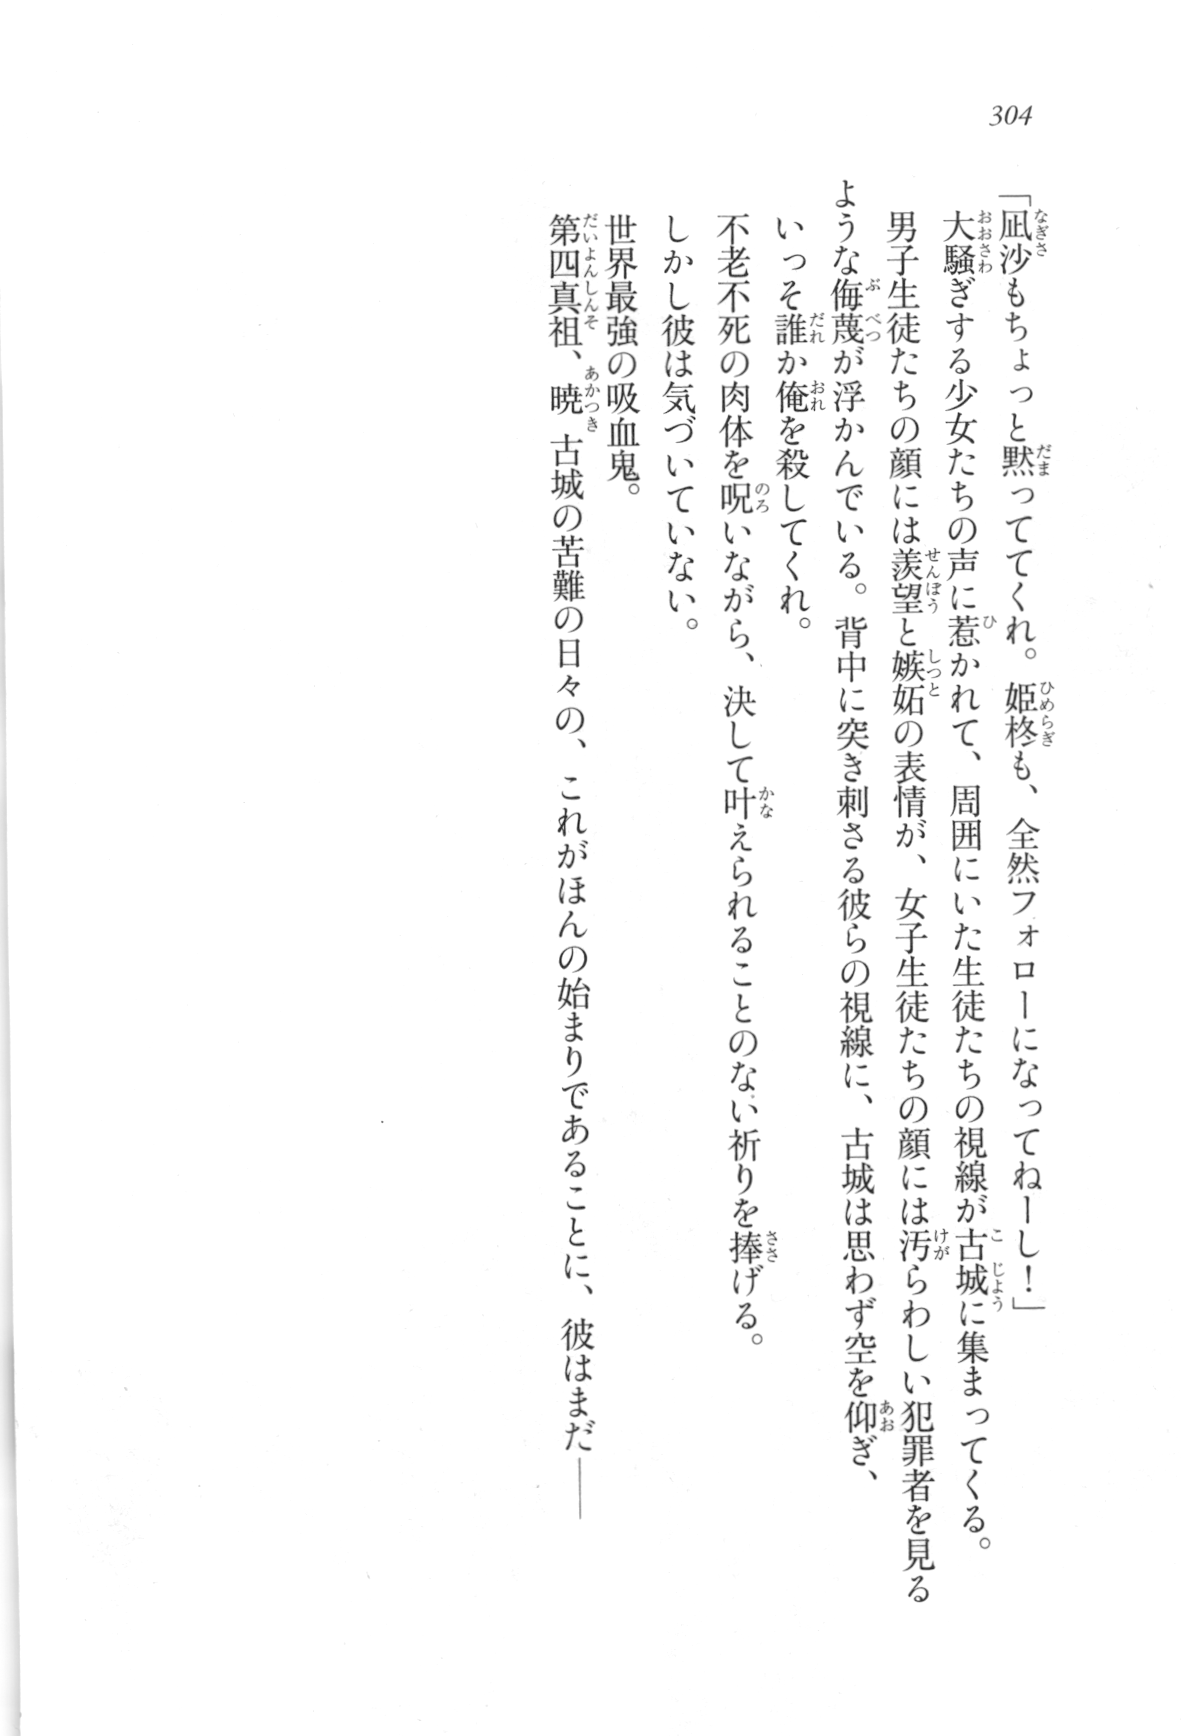 304
「凪沙もちょっと黙っててくれ。姫柊も、全然フォローになってねーし！」
大騒ぎする少女たちの声に惹かれて、周囲にいた生徒たちの視線が古城に集まってくる。
男子生徒たちの顔には羨望と嫉妬の表情が、女子生徒たちの顔には汚らわしい犯罪者を見る
ような侮蔑が浮かんでいる。背中に突き刺さる彼らの視線に、古城は思わず空を仰ぎ、
いっそ誰か俺を殺してくれ。
不老不死の肉体を呪いながら、決して叶えられることのない祈りを捧げる。
しかし彼は気づいていない。
世界最強の吸血鬼。
第四真祖、暁 古城の苦難の日々の、これがほんの始まりであることに、彼はまだ――